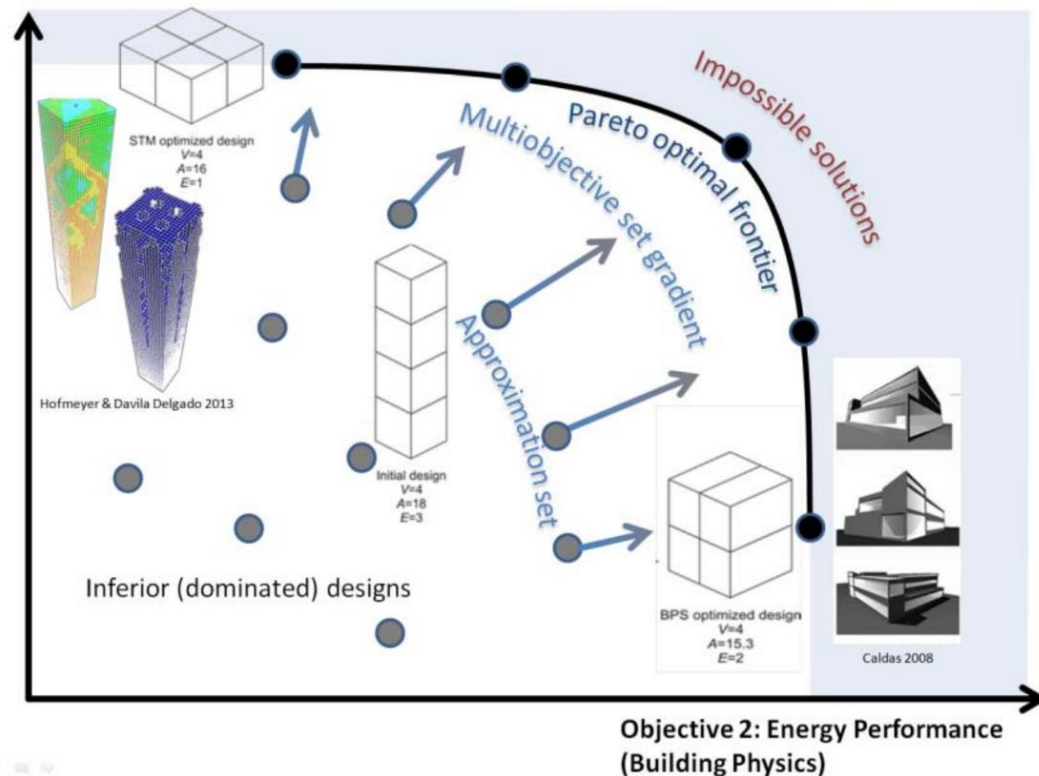 STM optimized design
V=4
A=16
E=1
Impossible solutions
Pareto optimal frontier
Multiobjective set gradient
Approximation set
Hofmeyer & Davila Delgado 2013
Initial design
V=4
A=18
E=3
Inferior (dominated) designs
BPS optimized design
V=4
A=15.3
E=2
Caldas 2008
Objective 2: Energy Performance
(Building Physics)